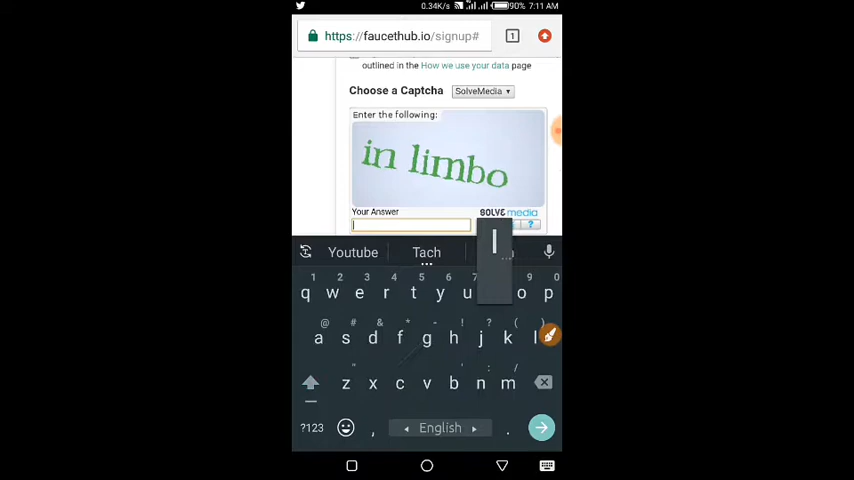 0.34K/s 90% 7:11 AM
https://faucethub.io/signup# 1
outlined in the How we use your data page
Choose a Captcha SolveMedia
Enter the following:
in limbo
Your Answer SOLVE media
?
I
Youtube Tach
1 2 3 4 5 6 7 9 0
q w e r t y u o p
@ # & * - ! ? ( )
a s d f g h j k l
" ' : /
z x c v b n m
?123 , English .